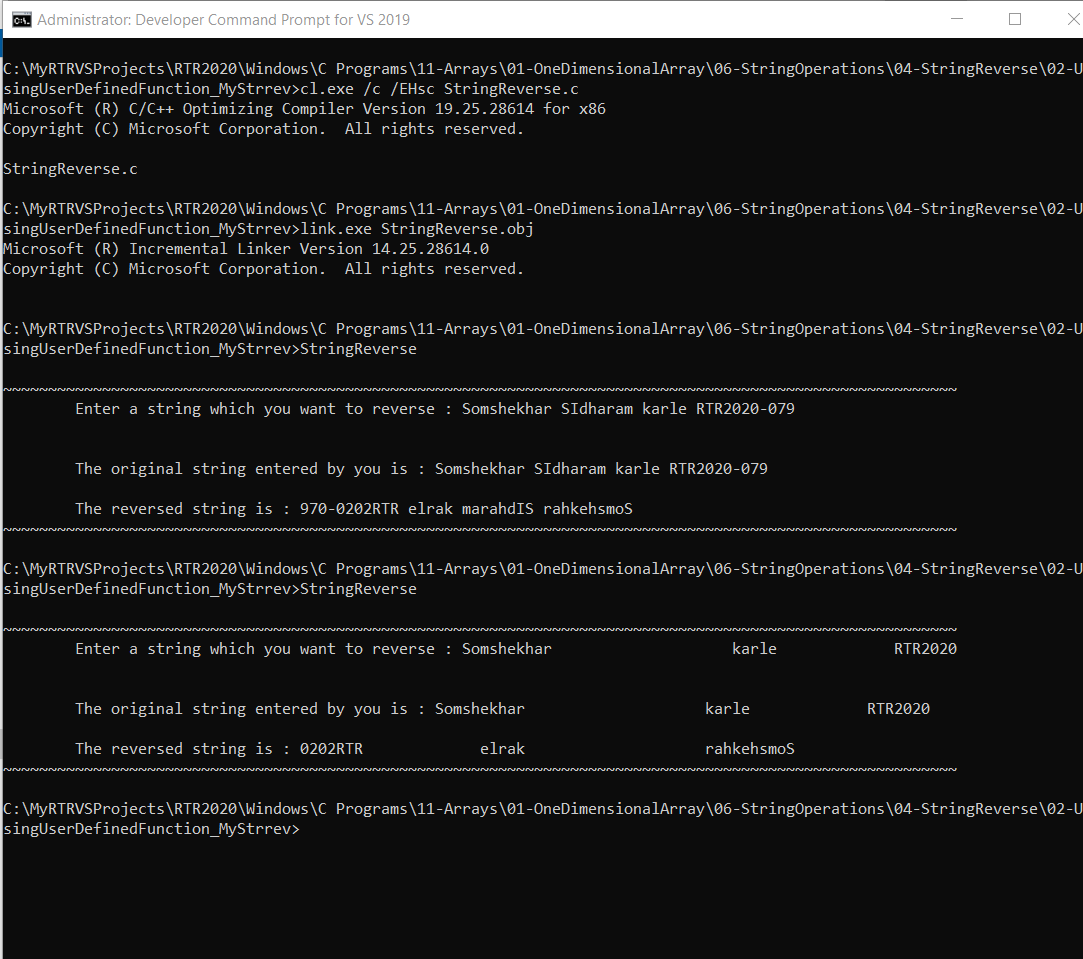 Administrator: Developer Command Prompt for VS 2019
C:\MyRTRVSProjects\RTR2020\Windows\C Programs\11-Arrays\01-OneDimensionalArray\06-StringOperations\04-StringReverse\02-U
singUserDefinedFunction_MyStrrev>cl.exe /c /EHsc StringReverse.c
Microsoft (R) C/C++ Optimizing Compiler Version 19.25.28614 for x86
Copyright (C) Microsoft Corporation.  All rights reserved.
StringReverse.c
C:\MyRTRVSProjects\RTR2020\Windows\C Programs\11-Arrays\01-OneDimensionalArray\06-StringOperations\04-StringReverse\02-U
singUserDefinedFunction_MyStrrev>link.exe StringReverse.obj
Microsoft (R) Incremental Linker Version 14.25.28614.0
Copyright (C) Microsoft Corporation.  All rights reserved.
C:\MyRTRVSProjects\RTR2020\Windows\C Programs\11-Arrays\01-OneDimensionalArray\06-StringOperations\04-StringReverse\02-U
singUserDefinedFunction_MyStrrev>StringReverse
~~~~~~~~~~~~~~~~~~~~~~~~~~~~~~~~~~~~~~~~~~~~~~~~~~~~~~~~~~~~~~~~~~~~~~~~~~~~~~~~~~~~~~~~~~~~~~~~~~~~~~~~~~
Enter a string which you want to reverse : Somshekhar SIdharam karle RTR2020-079
The original string entered by you is : Somshekhar SIdharam karle RTR2020-079
The reversed string is : 970-0202RTR elrak marahdIS rahkehsmoS
~~~~~~~~~~~~~~~~~~~~~~~~~~~~~~~~~~~~~~~~~~~~~~~~~~~~~~~~~~~~~~~~~~~~~~~~~~~~~~~~~~~~~~~~~~~~~~~~~~~~~~~~~~
C:\MyRTRVSProjects\RTR2020\Windows\C Programs\11-Arrays\01-OneDimensionalArray\06-StringOperations\04-StringReverse\02-U
singUserDefinedFunction_MyStrrev>StringReverse
~~~~~~~~~~~~~~~~~~~~~~~~~~~~~~~~~~~~~~~~~~~~~~~~~~~~~~~~~~~~~~~~~~~~~~~~~~~~~~~~~~~~~~~~~~~~~~~~~~~~~~~~~~
Enter a string which you want to reverse : Somshekhar                    karle             RTR2020
The original string entered by you is : Somshekhar                    karle             RTR2020
The reversed string is : 0202RTR             elrak                    rahkehsmoS
~~~~~~~~~~~~~~~~~~~~~~~~~~~~~~~~~~~~~~~~~~~~~~~~~~~~~~~~~~~~~~~~~~~~~~~~~~~~~~~~~~~~~~~~~~~~~~~~~~~~~~~~~~
C:\MyRTRVSProjects\RTR2020\Windows\C Programs\11-Arrays\01-OneDimensionalArray\06-StringOperations\04-StringReverse\02-U
singUserDefinedFunction_MyStrrev>